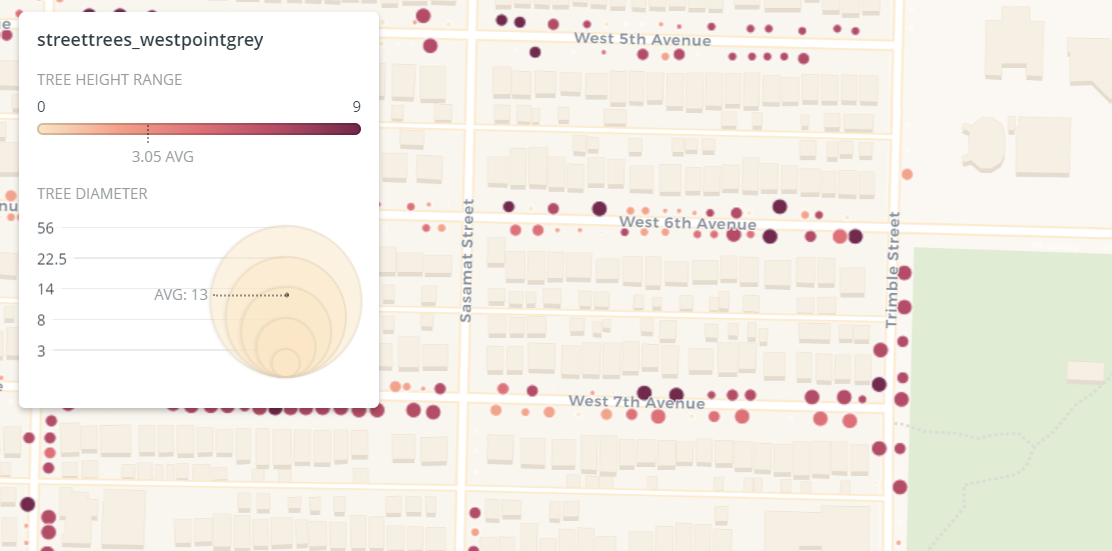 streettrees_westpointgrey
TREE HEIGHT RANGE
0 9
3.05 AVG
TREE DIAMETER
56
22.5
14
AVG: 13
8
3
West 5th Avenue
West 6th Avenue
Sasamat Street
Trimble Street
West 7th Avenue
nu
e
e